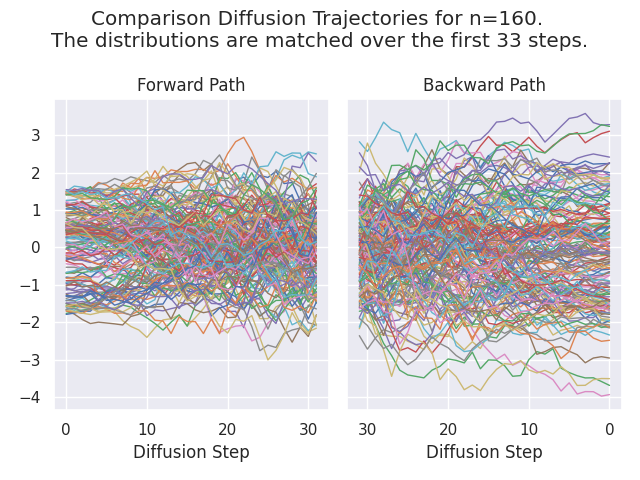 Comparison Diffusion Trajectories for n=160.
The distributions are matched over the first 33 steps.
Forward Path
Backward Path
3
2
1
0
−1
−2
−3
−4
0 10 20 30
30 20 10 0
Diffusion Step
Diffusion Step